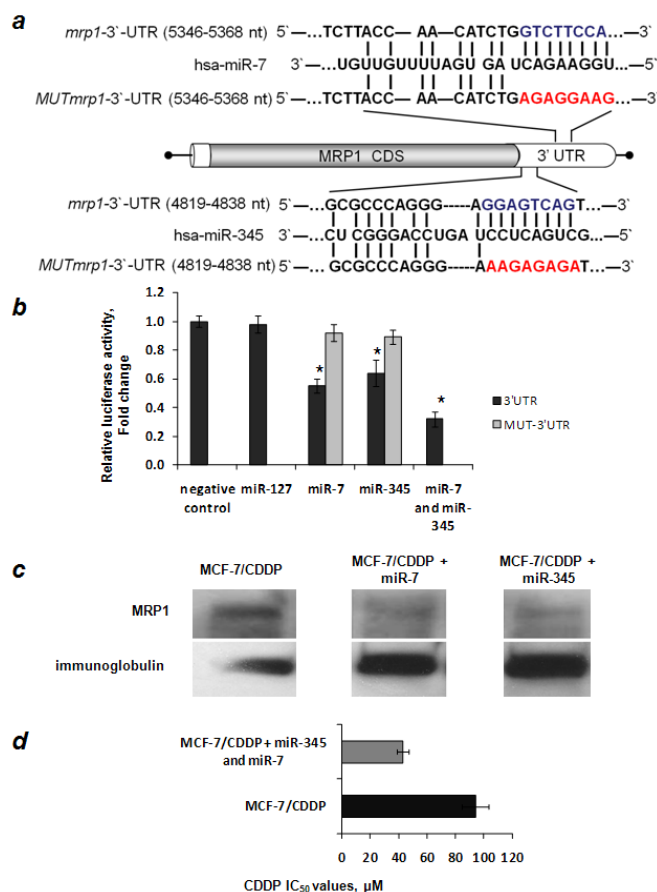 a
mrp1-3`-UTR (5346-5368 nt) 5`—...TCTTACC - AA-CATCTGGTCTTCCA...—3`
hsa-miR-7 3`—...UGUUGUUUUAGU GA UCAGAAGGU...—5`
MUTmrp1-3`-UTR (5346-5368 nt) 5`—...TCTTACC - AA-CATCTGAGAGGAAG...—3`
MRP1 CDS 3` UTR
mrp1-3`-UTR (4819-4838 nt) 5`—...GCGCCCAGGG-----AGGAGTCAGT...—3`
hsa-miR-345 3`—...CU CGGGACCUGA UCCUCAGUCG...—5`
MUTmrp1-3`-UTR (4819-4838 nt) 5`—...GCGCCCAGGG-----AAAGAGAGAT...—3`
b
Relative luciferase activity,
Fold change
1.2
1.0
0.8
0.6
0.4
0.2
0.0
*
*
*
3'UTR
MUT-3'UTR
negative control
miR-127
miR-7
miR-345
miR-7
and miR-
345
c
MCF-7/CDDP
MCF-7/CDDP +
miR-7
MCF-7/CDDP +
miR-345
MRP1
immunoglobulin
d
MCF-7/CDDP+ miR-345
and miR-7
MCF-7/CDDP
0 20 40 60 80 100 120
CDDP IC50 values, µM